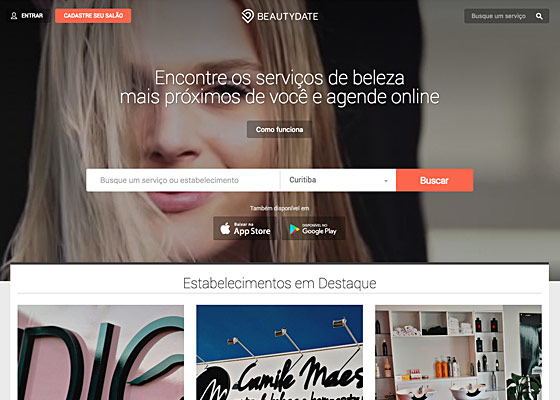 ENTRAR
CADASTRE SEU SALÃO
BEAUTYDATE
Busque um serviço
Encontre os serviços de beleza
mais próximos de você e agende online
Como funciona
Busque um serviço ou estabelecimento
Curitiba
Buscar
Também disponível em
Baixar na
App Store
DISPONÍVEL NO
Google Play
Estabelecimentos em Destaque
DIE
Camila Maes